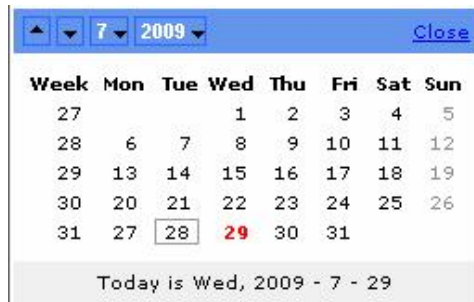 7 2009 Close
Week Mon Tue Wed Thu Fri Sat Sun
27 1 2 3 4 5
28 6 7 8 9 10 11 12
29 13 14 15 16 17 18 19
30 20 21 22 23 24 25 26
31 27 28 29 30 31
Today is Wed, 2009 - 7 - 29